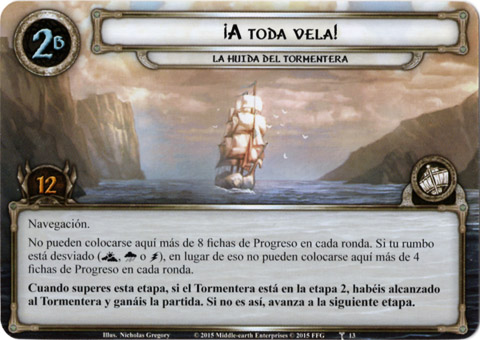 2B
¡A TODA VELA!
LA HUIDA DEL TORMENTERA
12
Navegación.
No pueden colocarse aquí más de 8 fichas de Progreso en cada ronda. Si tu rumbo
está desviado (, o ), en lugar de eso no pueden colocarse aquí más de 4
fichas de Progreso en cada ronda.
Cuando superes esta etapa, si el Tormentera está en la etapa 2, habéis alcanzado
al Tormentera y ganáis la partida. Si no es así, avanza a la siguiente etapa.
Illus. Nicholas Gregory © 2015 Middle-earth Enterprises © 2015 FFG 13